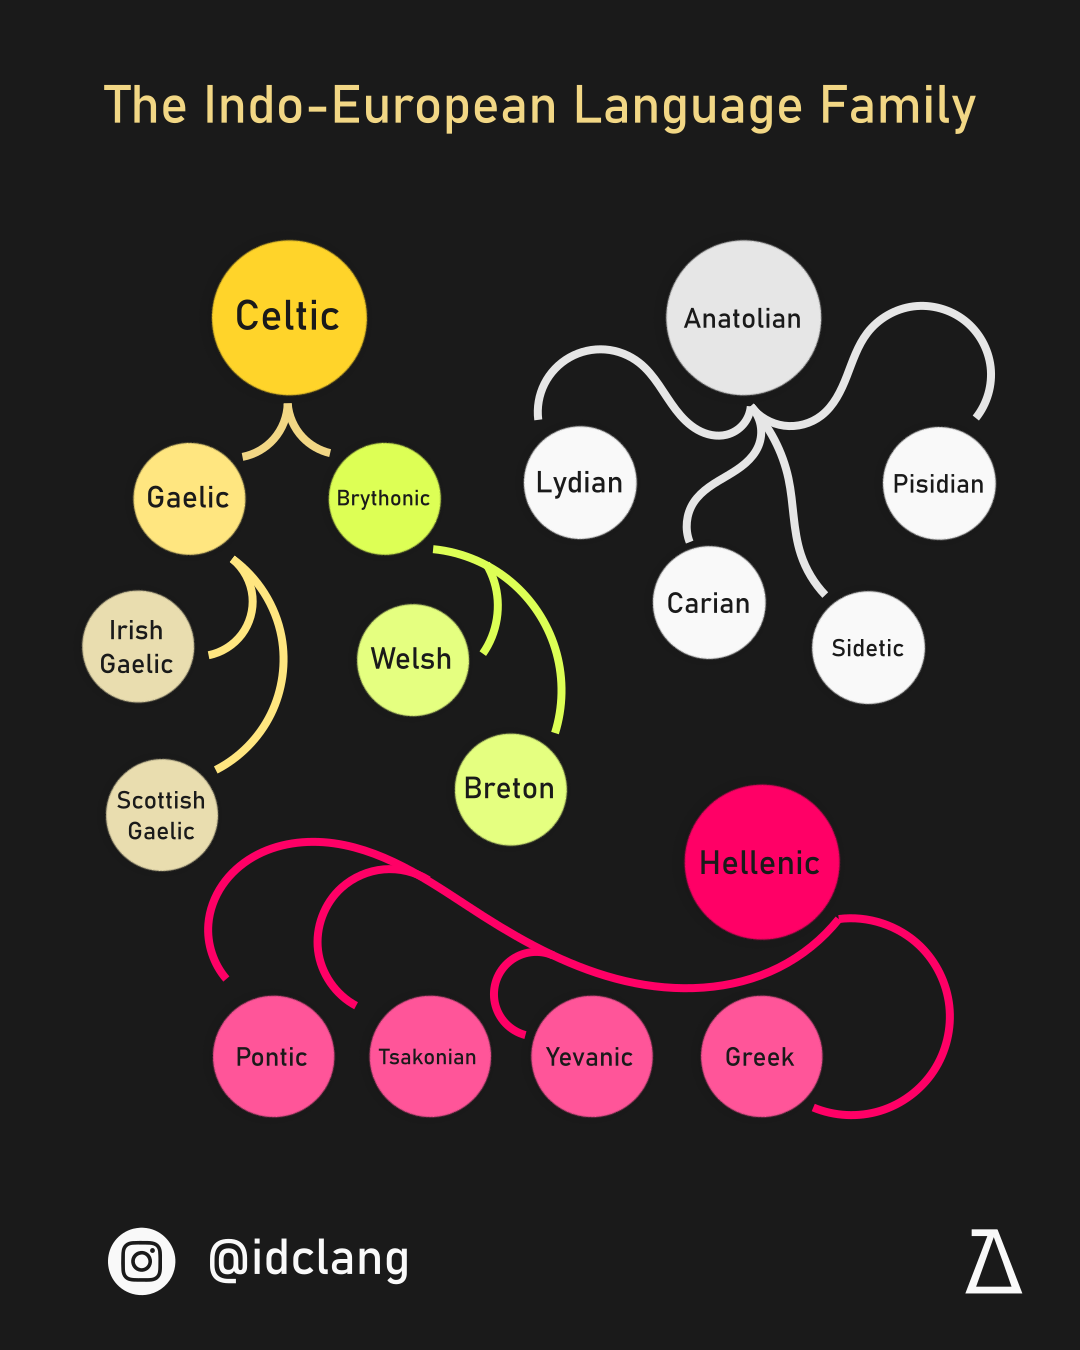 The Indo-European Language Family
Celtic
Gaelic
Brythonic
Irish
Gaelic
Scottish
Gaelic
Welsh
Breton
Anatolian
Lydian
Carian
Sidetic
Pisidian
Hellenic
Pontic
Tsakonian
Yevanic
Greek
@idclang